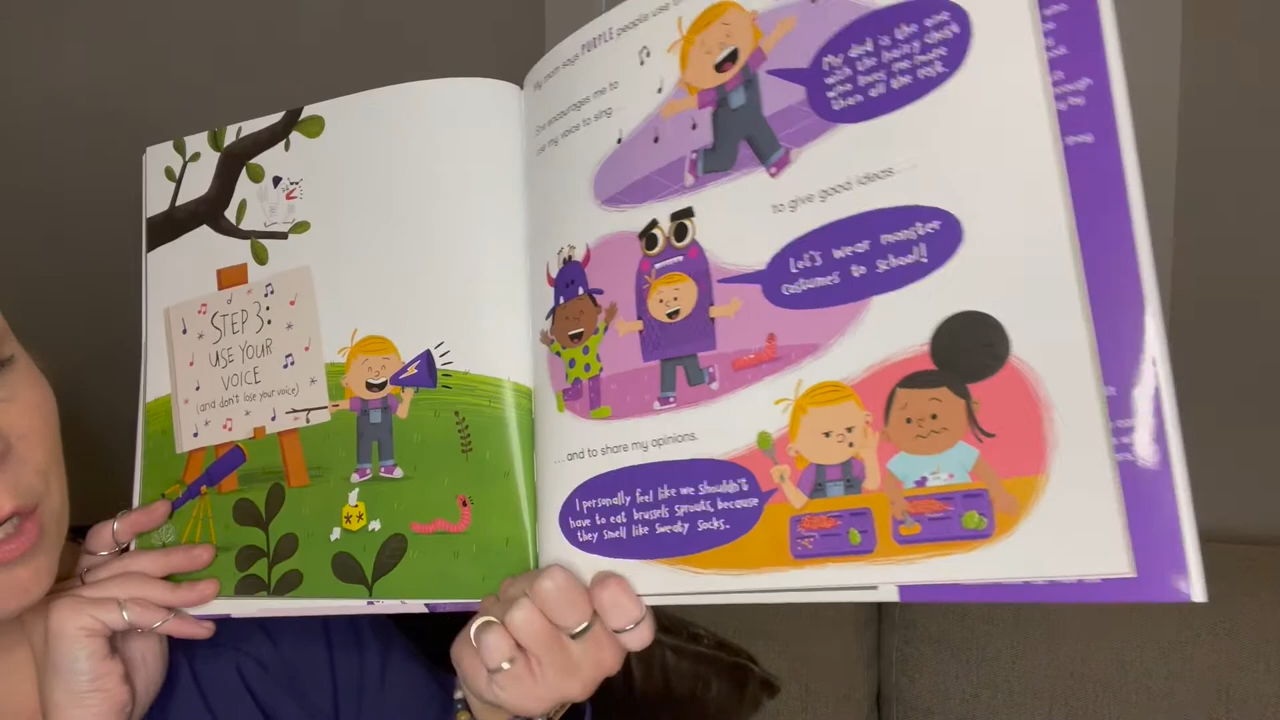 STEP 3:
USE YOUR
VOICE
(and don't lose your voice)
My mom says PURPLE people use
She encourages me to
use my voice to sing...
My dad is the one
with the hairy chest
who
me more
than all the rest.
to give good ideas...
Let's wear monster
costumes to school!
...and to share my opinions.
I personally feel like we shouldn't
have to eat brussels sprouts, because
they smell like sweaty socks.